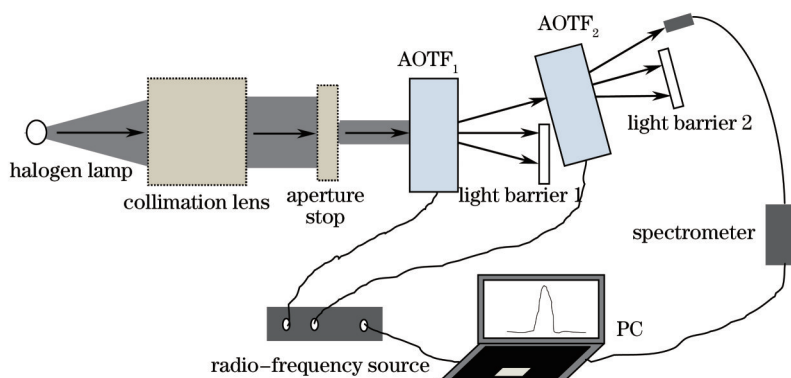 AOTF₁
AOTF₂
halogen lamp
collimation lens
aperture
stop
light barrier 1
light barrier 2
spectrometer
radio-frequency source
PC